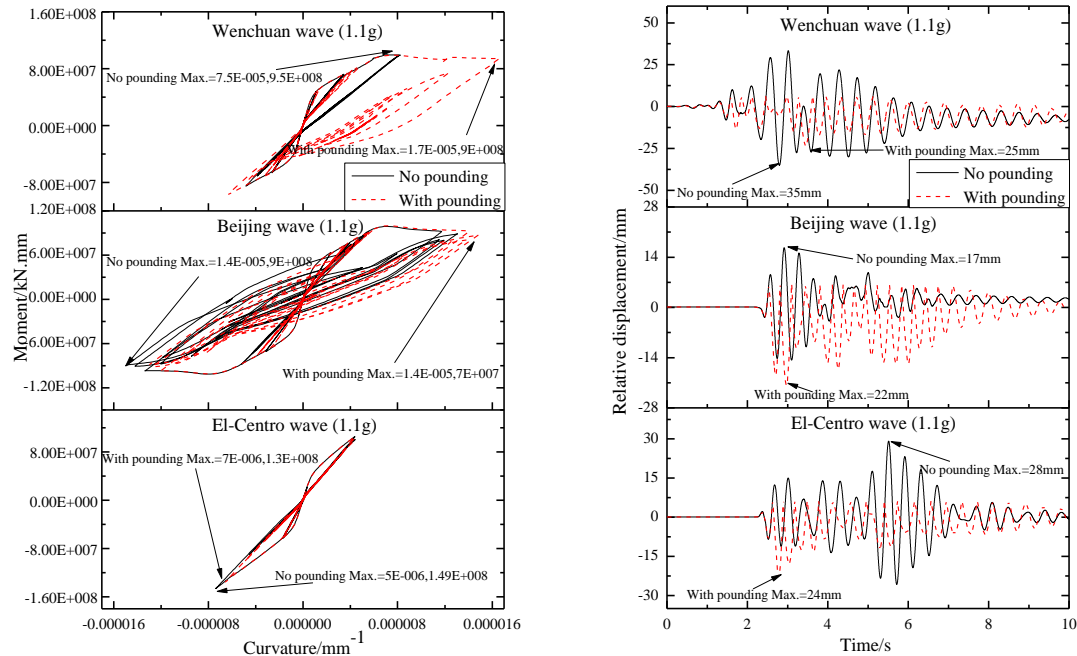 1.60E+008
8.00E+007
0.00E+000
-8.00E+007
1.20E+008
Wenchuan wave (1.1g)
No pounding Max.=7.5E-005,9.5E+008
With pounding Max.=1.7E-005,9E+008
No pounding
With pounding
6.00E+007
0.00E+000
6.00E+007
-1.20E+008
Beijing wave (1.1g)
No pounding Max.=1.4E-005,9E+008
With pounding Max.=1.4E-005,7E+007
8.00E+007
0.00E+000
-8.00E+007
-1.60E+008
El-Centro wave (1.1g)
With pounding Max.=7E-006,1.3E+008
No pounding Max.=5E-006,1.49E+008
-0.000016
-0.000008
0.000000
0.000008
0.000016
Curvature/mm-1
Moment/kN.mm
60
30
0
-25
50
28
Wenchuan wave (1.1g)
With pounding Max.=25mm
No pounding Max.=35mm
No pounding
With pounding
14
0
-14
-28
Beijing wave (1.1g)
No pounding Max.=17mm
With pounding Max.=22mm
30
15
0
-15
-30
El-Centro wave (1.1g)
No pounding Max.=28mm
With pounding Max.=24mm
0
2
4
6
8
10
Time/s
Relative displacement/mm